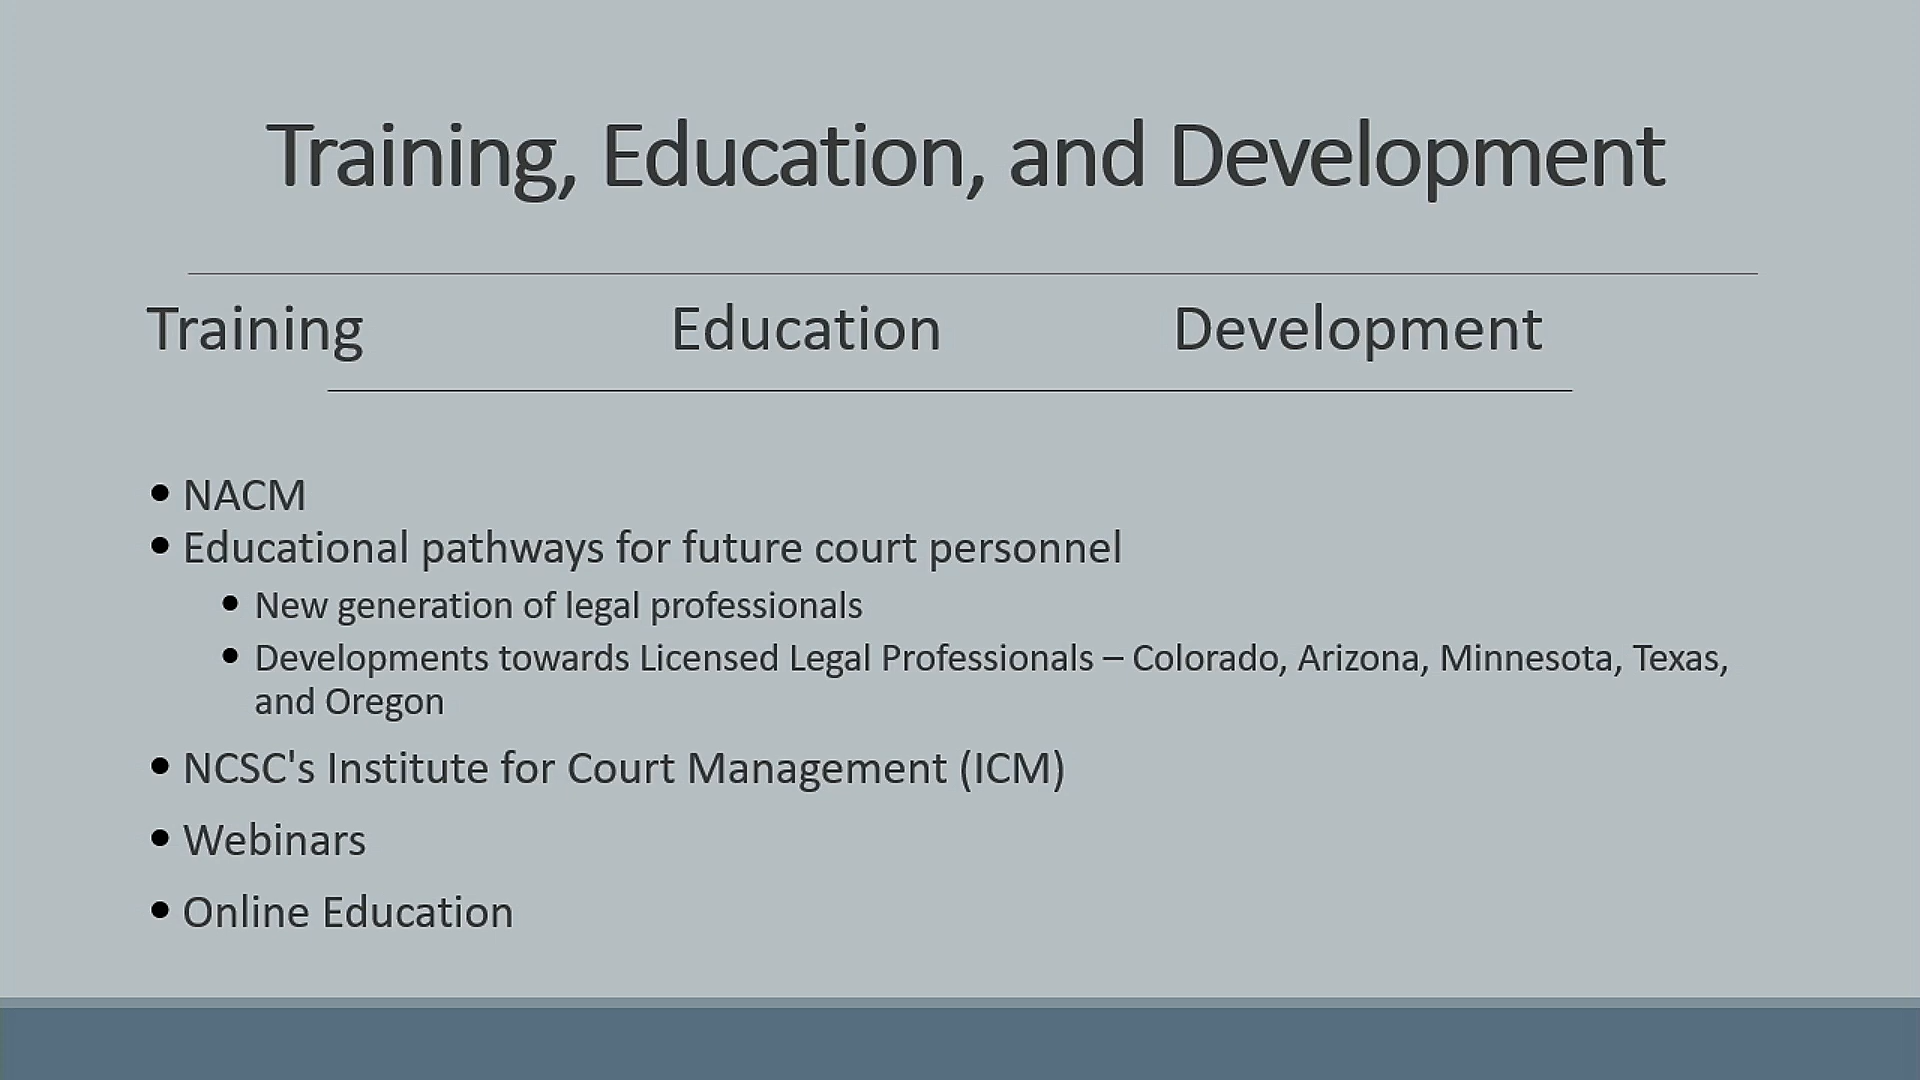 Training, Education, and Development
Training Education Development
• NACM
• Educational pathways for future court personnel
• New generation of legal professionals
• Developments towards Licensed Legal Professionals – Colorado, Arizona, Minnesota, Texas,
and Oregon
• NCSC's Institute for Court Management (ICM)
• Webinars
• Online Education